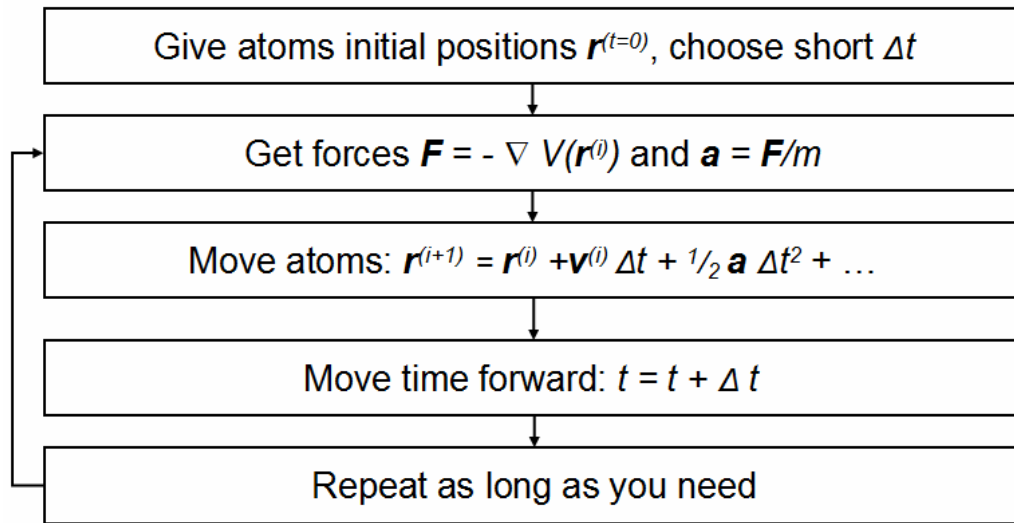 Give atoms initial positions r⁽ᵗ⁼⁰⁾, choose short Δt
Get forces F = - ∇ V(r⁽ⁱ⁾) and a = F/m
Move atoms: r⁽ⁱ⁺¹⁾ = r⁽ⁱ⁾ +v⁽ⁱ⁾ Δt + ¹/₂ a Δt² + …
Move time forward: t = t + Δ t
Repeat as long as you need